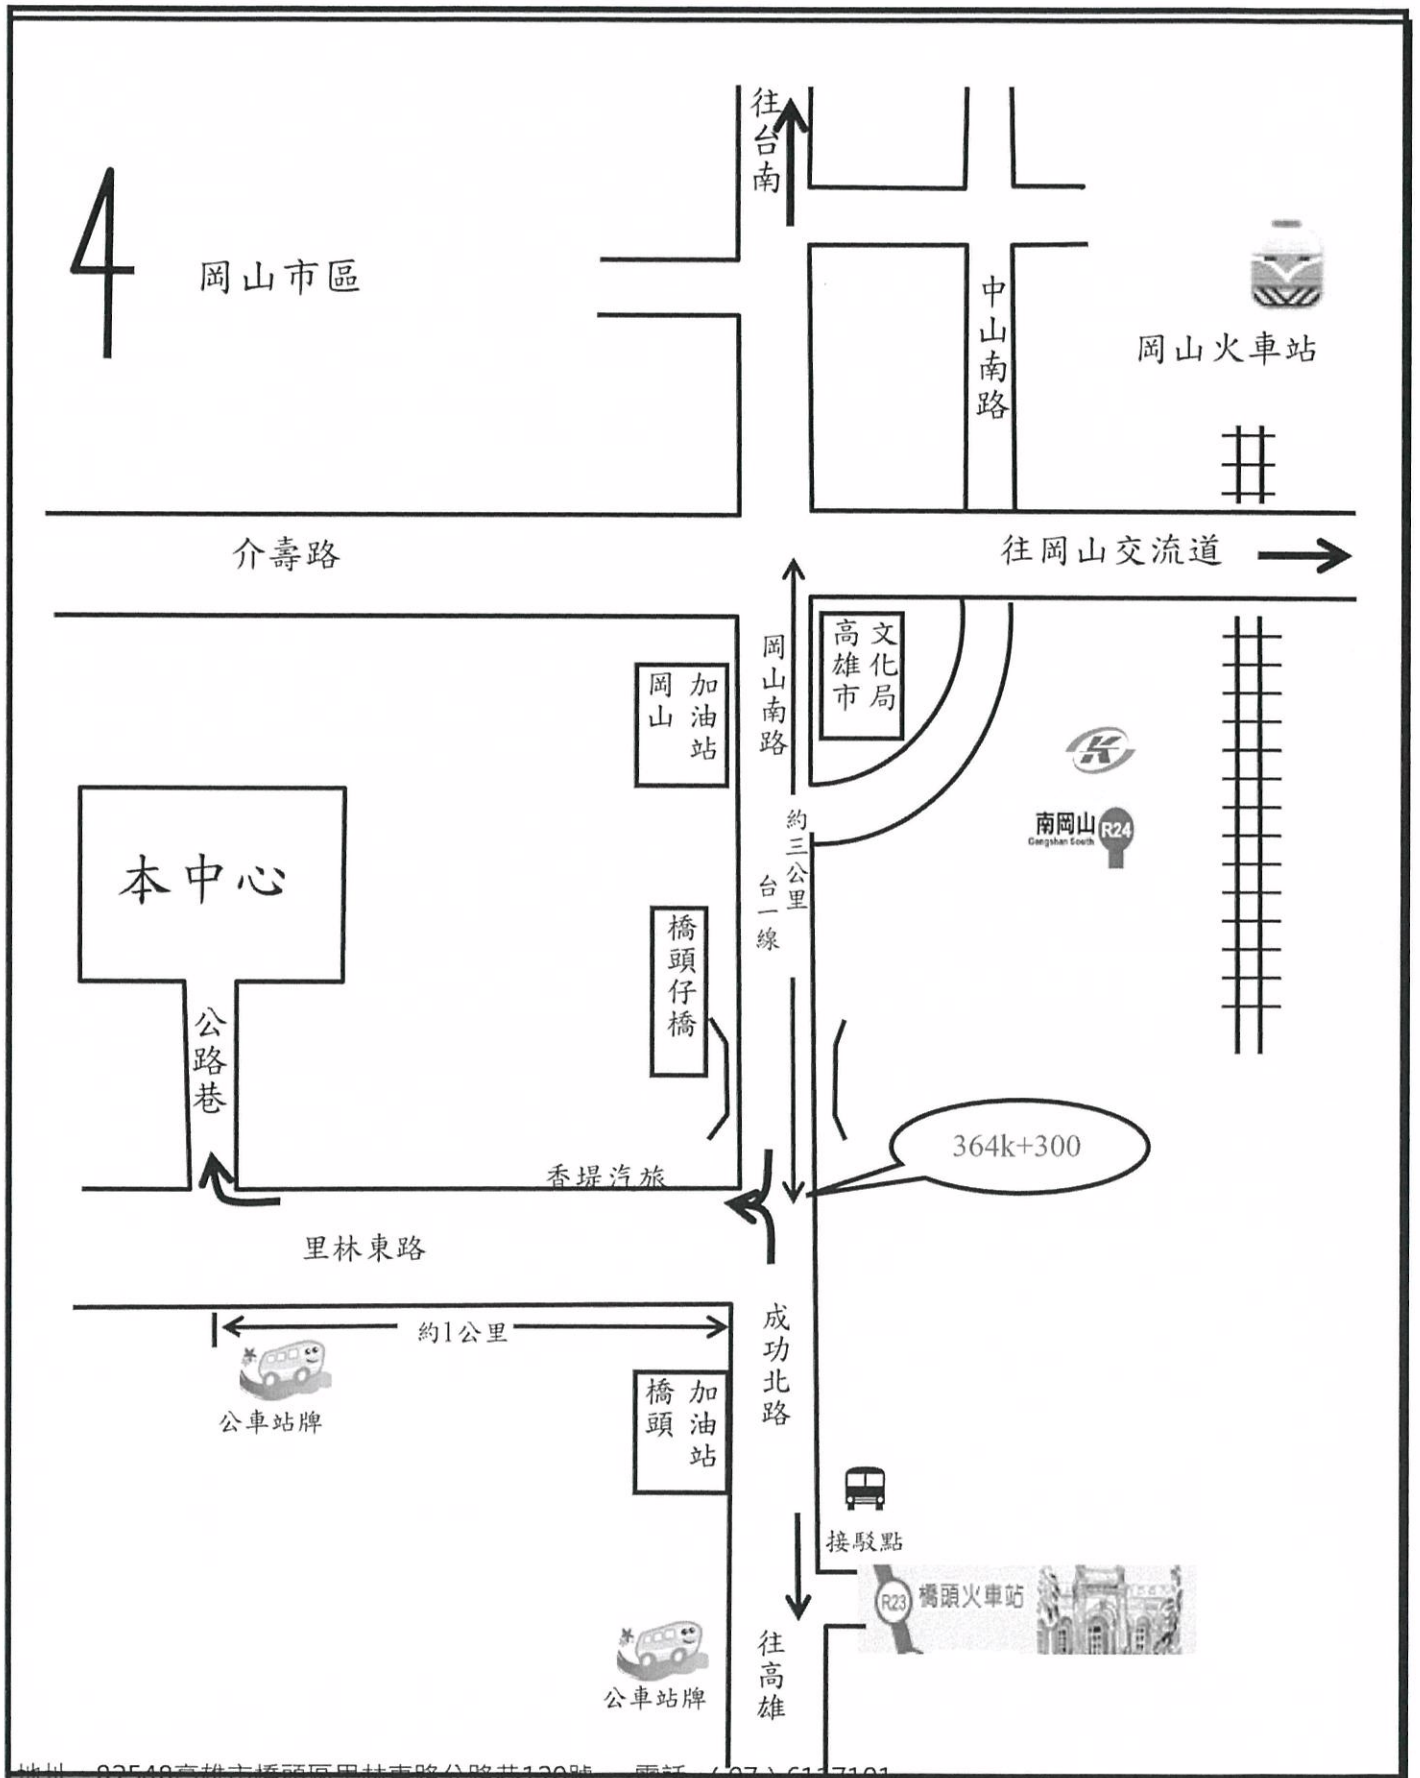 往台南
岡山市區
中山南路
岡山火車站
介壽路
往岡山交流道
岡山南路
高雄市
文化局
岡山
加油站
南岡山
Gangshan South
R24
約三公里
台一線
本中心
橋頭仔橋
公路巷
364k+300
香堤汽旅
里林東路
約1公里
成功北路
公車站牌
橋頭
加油站
接駁點
R23
橋頭火車站
往高雄
公車站牌